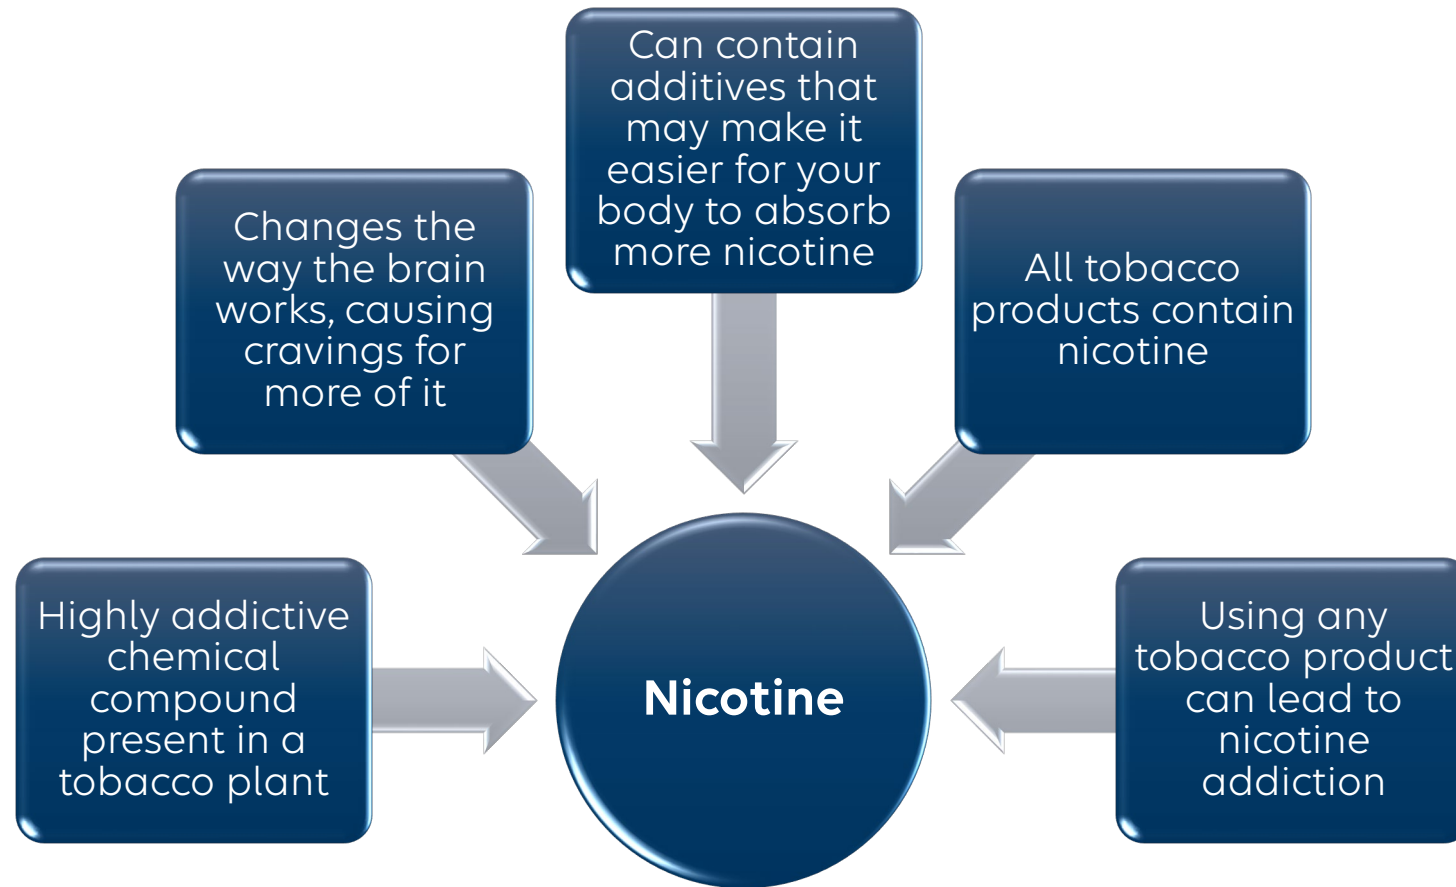 Highly addictive
chemical
compound
present in a
tobacco plant
Changes the
way the brain
works, causing
cravings for
more of it
Can contain
additives that
may make it
easier for your
body to absorb
more nicotine
All tobacco
products contain
nicotine
Using any
tobacco product
can lead to
nicotine
addiction
Nicotine